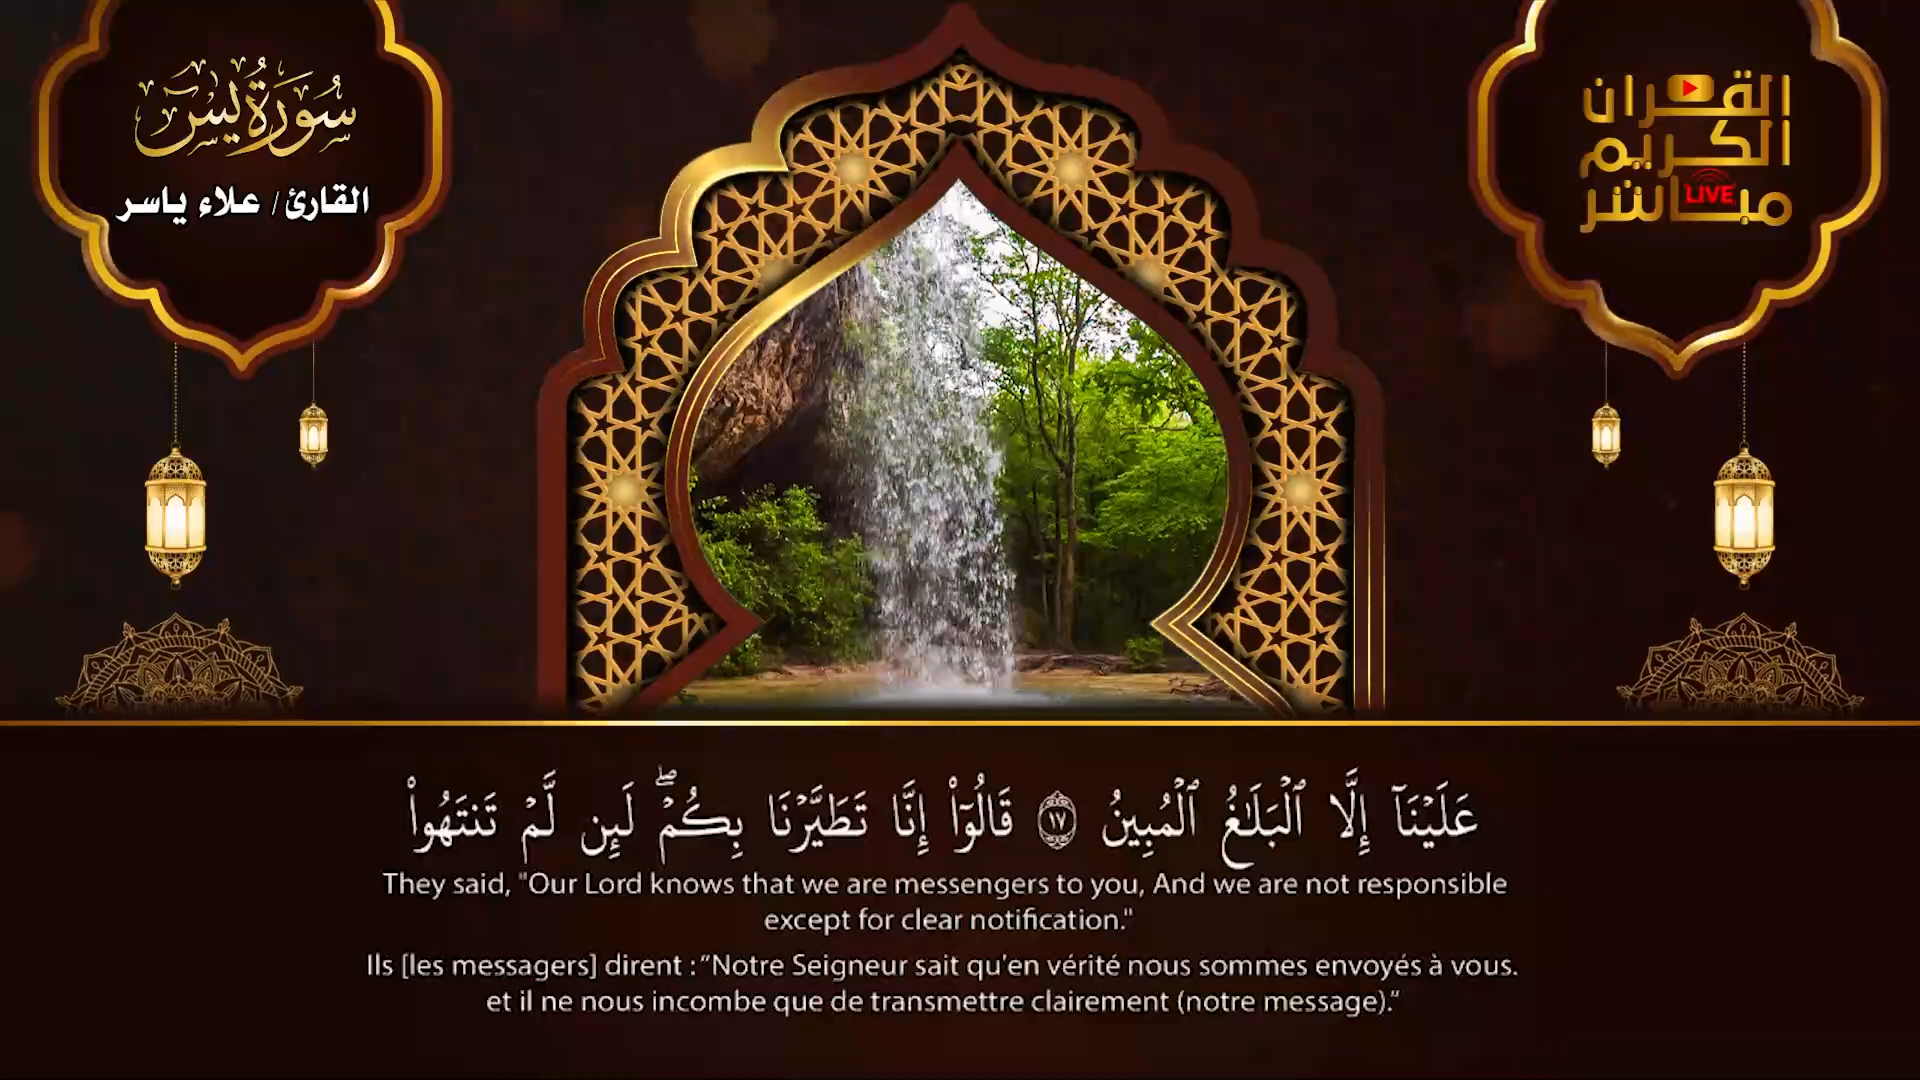 سُورَةُ يسٓ
القارئ / علاء ياسر
القران
الكريم
مباشر
LIVE
عَلَيْنَآ إِلَّا ٱلْبَلَـٰغُ ٱلْمُبِينُ ١٧ قَالُوٓا۟ إِنَّا تَطَيَّرْنَا بِكُمْ ۖ لَئِن لَّمْ تَنتَهُوا۟
They said, "Our Lord knows that we are messengers to you, And we are not responsible
except for clear notification."
Ils [les messagers] dirent : “Notre Seigneur sait qu'en vérité nous sommes envoyés à vous.
et il ne nous incombe que de transmettre clairement (notre message).“